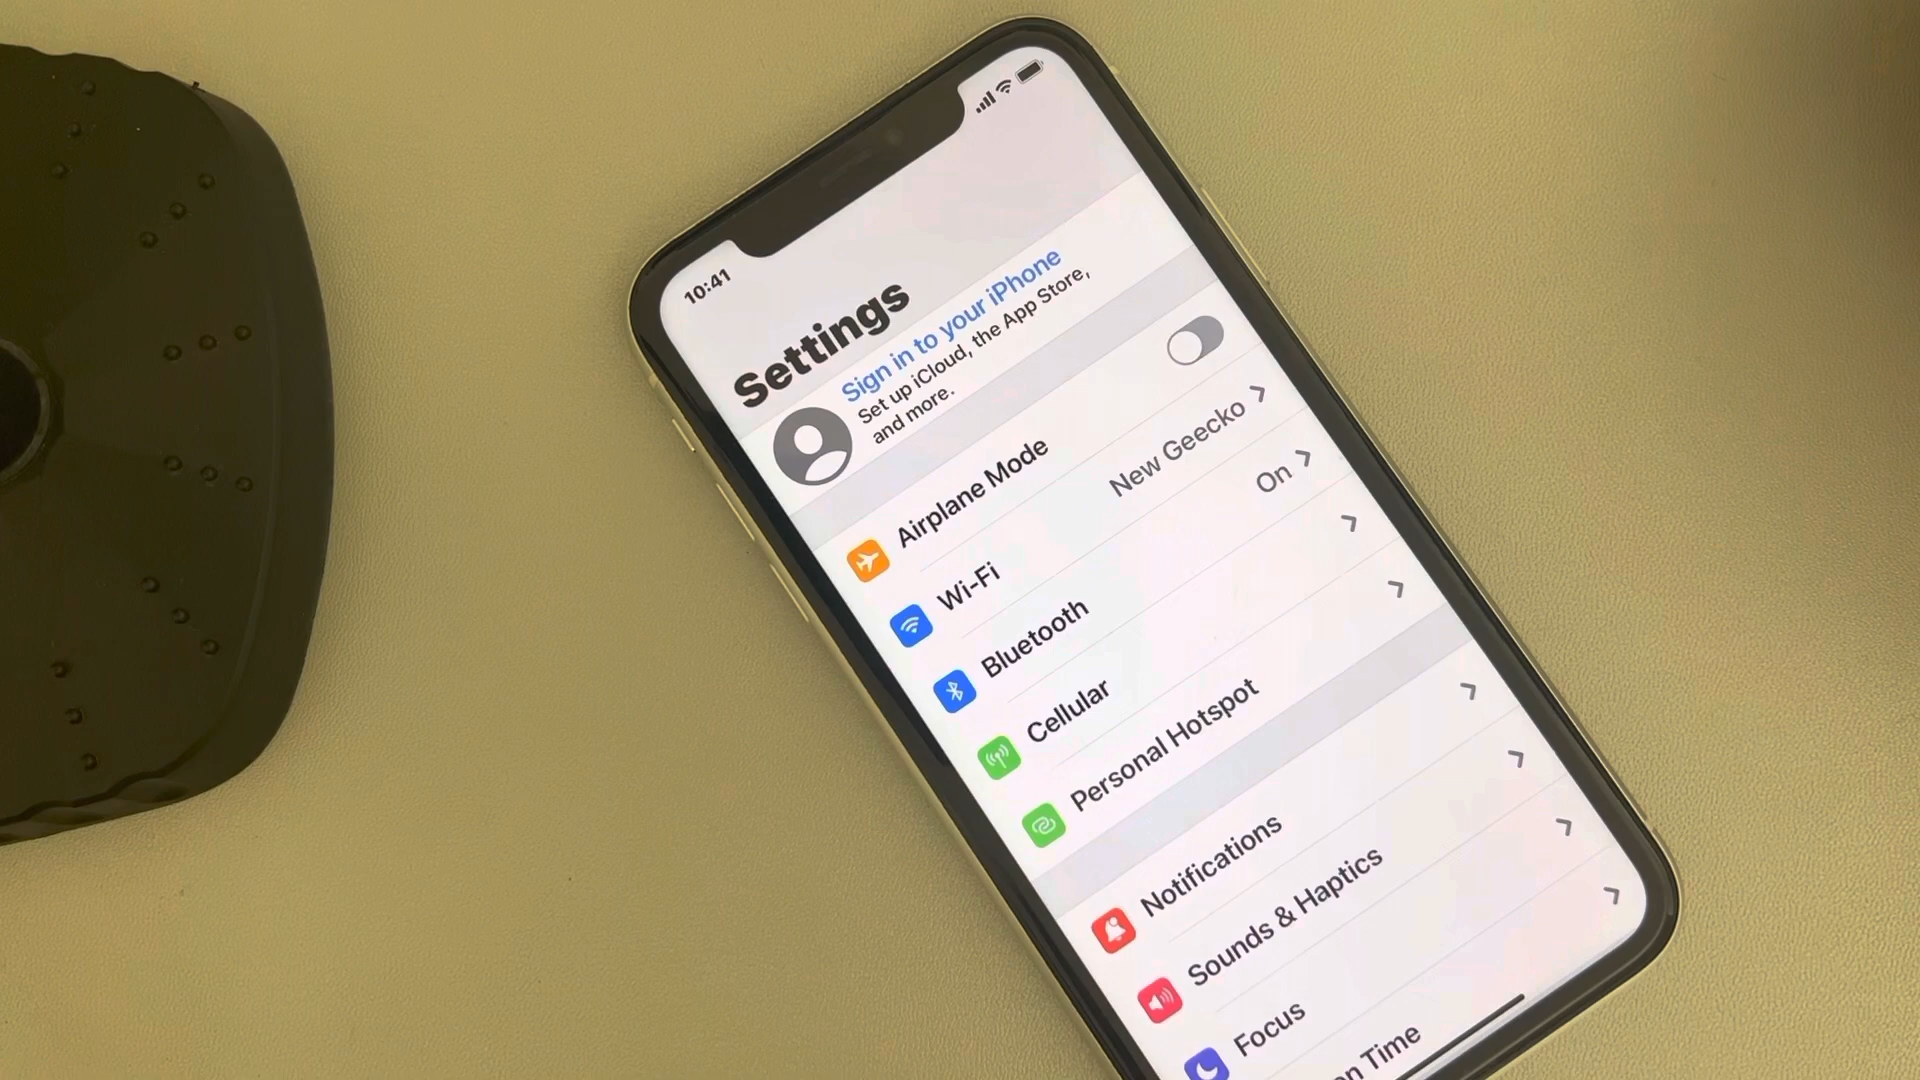 10:41
Settings
Sign in to your iPhone
Set up iCloud, the App Store,
and more.
Airplane Mode
Wi-Fi New Geecko
Bluetooth On
Cellular
Personal Hotspot
Notifications
Sounds & Haptics
Focus
n Time